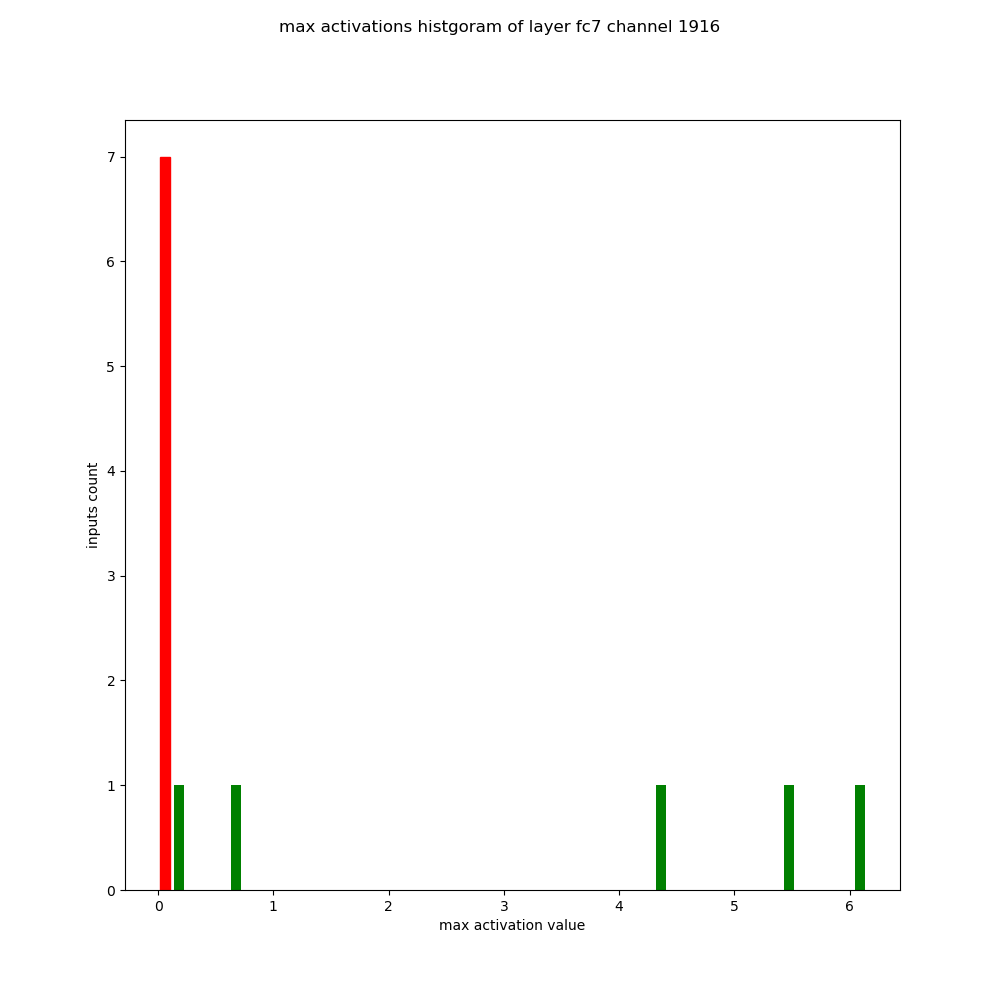 max activations histgoram of layer fc7 channel 1916
7
6
5
4
3
2
1
0
inputs count
0 1 2 3 4 5 6
max activation value